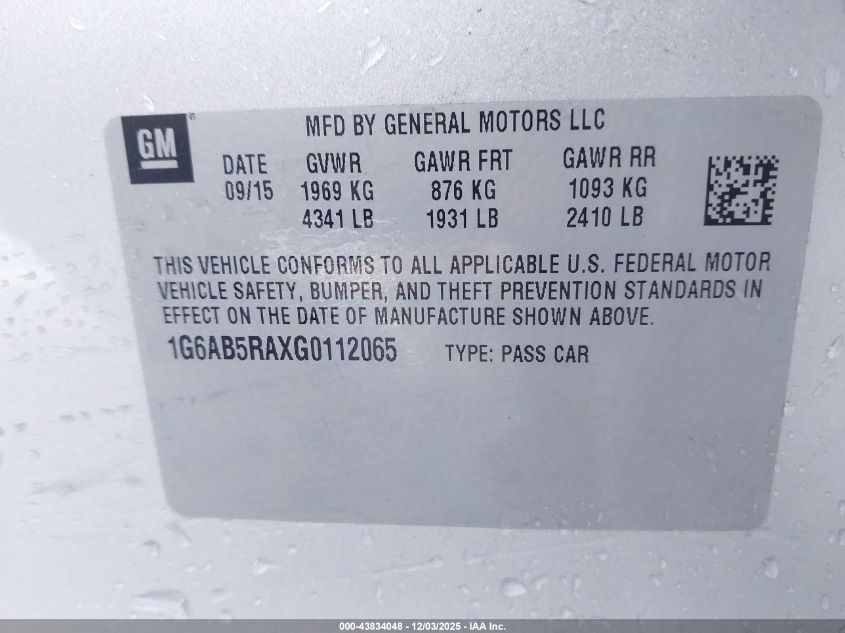 GM®
MFD BY GENERAL MOTORS LLC
DATE GVWR GAWR FRT GAWR RR
09/15 1969 KG 876 KG 1093 KG
4341 LB 1931 LB 2410 LB
THIS VEHICLE CONFORMS TO ALL APPLICABLE U.S. FEDERAL MOTOR
VEHICLE SAFETY, BUMPER, AND THEFT PREVENTION STANDARDS IN
EFFECT ON THE DATE OF MANUFACTURE SHOWN ABOVE.
1G6AB5RAXG0112065 TYPE: PASS CAR
000-43834048 - 12/03/2025 - IAA Inc.